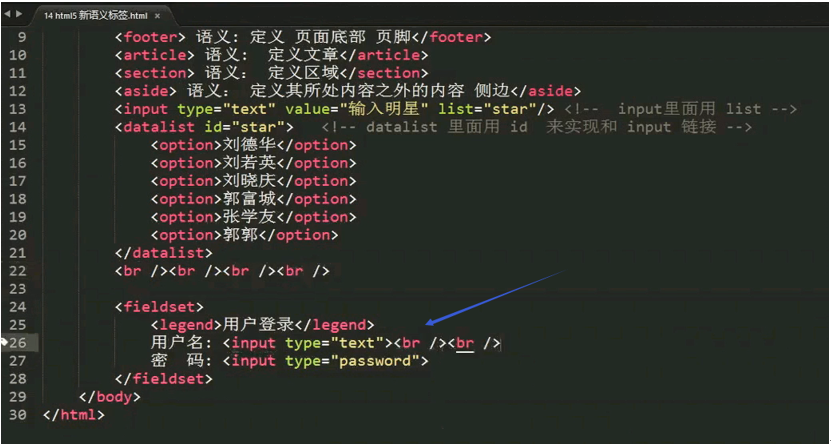 14 html5 新语义标签.html ×
9 <footer> 语义: 定义 页面底部 页脚</footer>
10 <article> 语义: 定义文章</article>
11 <section> 语义: 定义区域</section>
12 <aside> 语义: 定义其所处内容之外的内容 侧边</aside>
13 <input type="text" value="输入明星" list="star"/> <!-- input里面用 list -->
14 <datalist id="star"> <!-- datalist 里面用 id 来实现和 input 链接 -->
15 <option>刘德华</option>
16 <option>刘若英</option>
17 <option>刘晓庆</option>
18 <option>郭富城</option>
19 <option>张学友</option>
20 <option>郭郭</option>
21 </datalist>
22 <br /><br /><br /><br />
23
24 <fieldset>
25 <legend>用户登录</legend>
26 用户名: <input type="text"><br /><br />
27 密 码: <input type="password">
28 </fieldset>
29 </body>
30 </html>